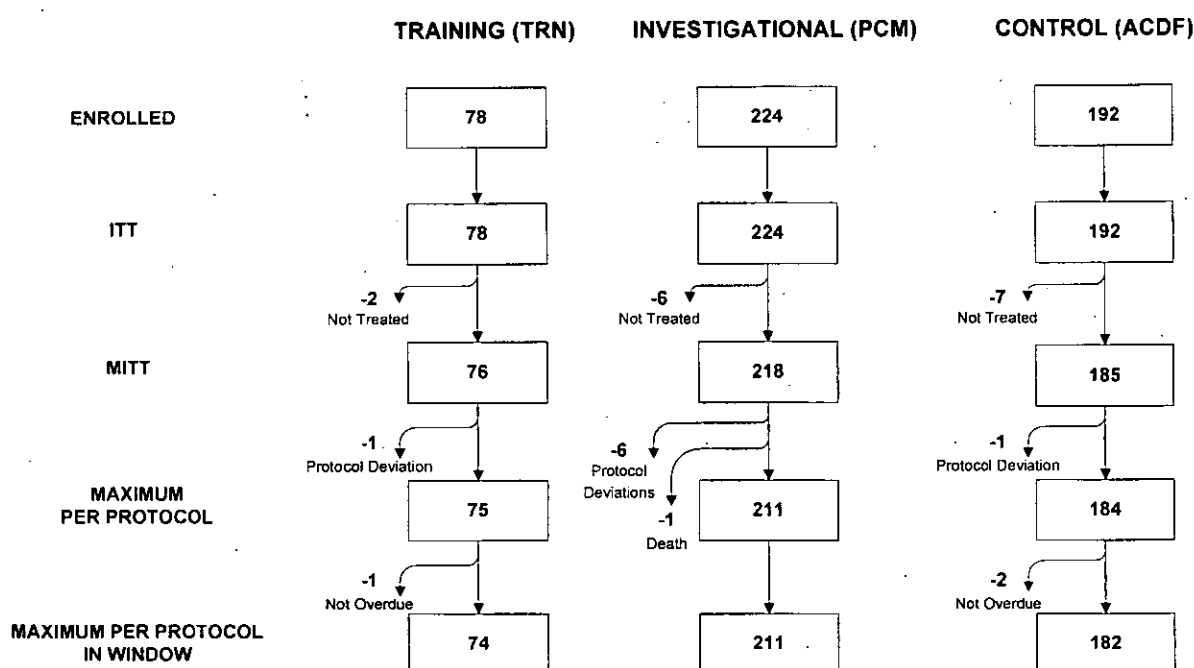 TRAINING (TRN) INVESTIGATIONAL (PCM) CONTROL (ACDF)
ENROLLED 78 224 192
ITT 78 224 192
-2 -6 -7
Not Treated Not Treated Not Treated
MITT 76 218 185
-1 -6 -1
Protocol Deviation Protocol Protocol Deviation
Deviations
MAXIMUM
PER PROTOCOL 75 211 184
-1
Death
-1 -2
Not Overdue Not Overdue
MAXIMUM PER PROTOCOL
IN WINDOW 74 211 182